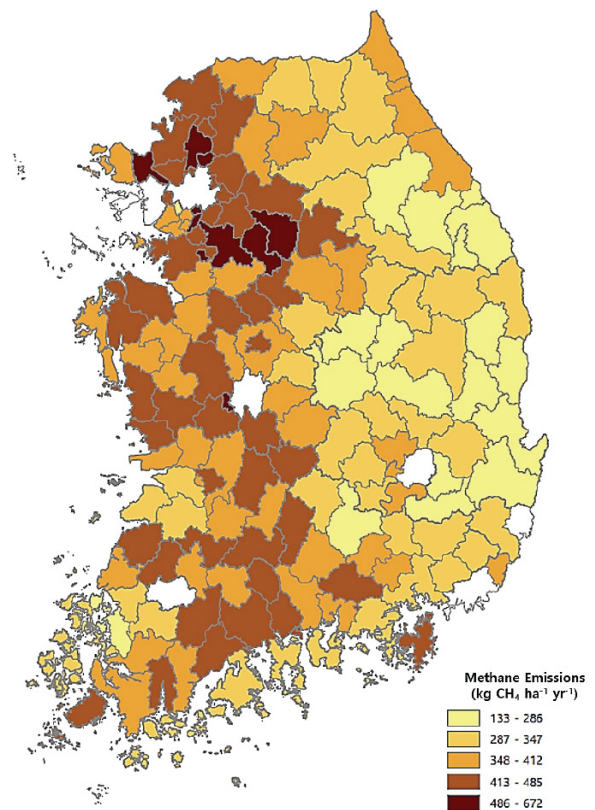 Methane Emissions
(kg CH₄ ha⁻¹ yr⁻¹)
133 - 286
287 - 347
348 - 412
413 - 485
486 - 672